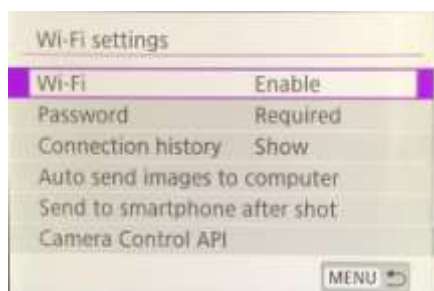 Wi-Fi settings
Wi-Fi Enable
Password Required
Connection history Show
Auto send images to computer
Send to smartphone after shot
Camera Control API
MENU